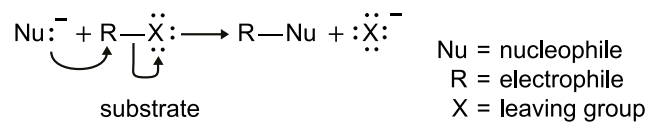 Nu:⁻ + R—X: ⟶ R—Nu + :X:⁻
substrate
Nu = nucleophile
R = electrophile
X = leaving group